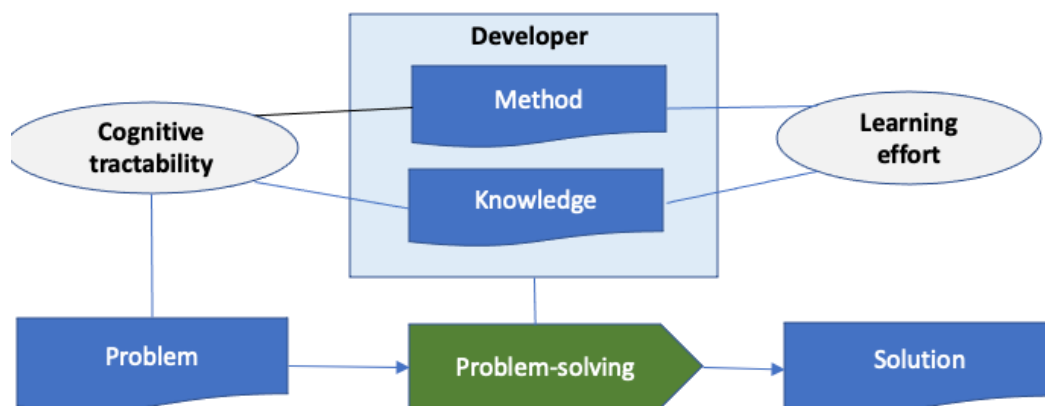 Developer
Method
Cognitive
tractability
Learning
effort
Knowledge
Problem
Problem-solving
Solution